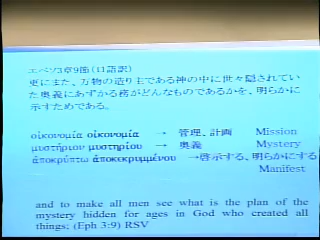 エペソ3章9節(口語訳)
更にまた、万物の造り主である神の中に世々隠されてい
た奥義にあずかる務がどんなものであるかを、明らかに
示すためである。
οἰκονομία οἰκονομία → 管理、計画 Mission
μυστήριον μυστηρίου → 奥義 Mystery
ἀποκρύπτω ἀποκεκρυμμένου →啓示する、明らかにする
Manifest
and to make all men see what is the plan of the
mystery hidden for ages in God who created all
things; (Eph 3:9) RSV